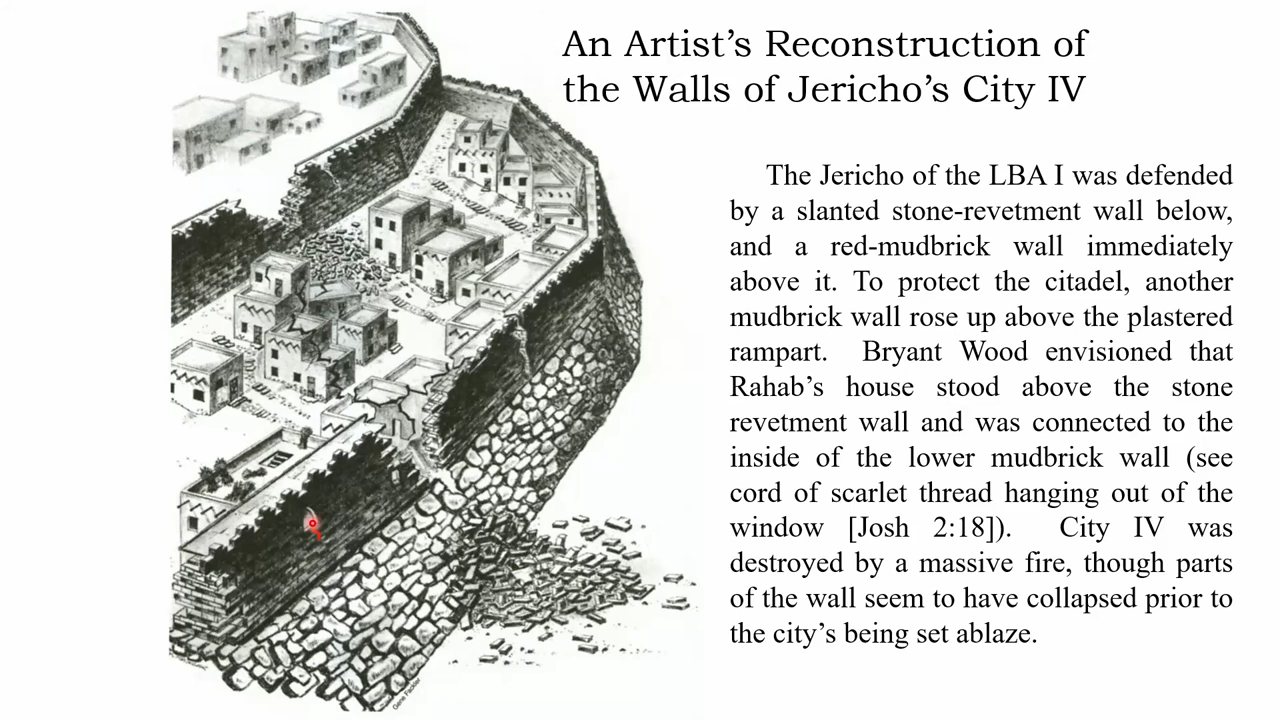 An Artist’s Reconstruction of
the Walls of Jericho’s City IV
The Jericho of the LBA I was defended
by a slanted stone-revetment wall below,
and a red-mudbrick wall immediately
above it. To protect the citadel, another
mudbrick wall rose up above the plastered
rampart. Bryant Wood envisioned that
Rahab’s house stood above the stone
revetment wall and was connected to the
inside of the lower mudbrick wall (see
cord of scarlet thread hanging out of the
window [Josh 2:18]). City IV was
destroyed by a massive fire, though parts
of the wall seem to have collapsed prior to
the city’s being set ablaze.
Gene Fackler